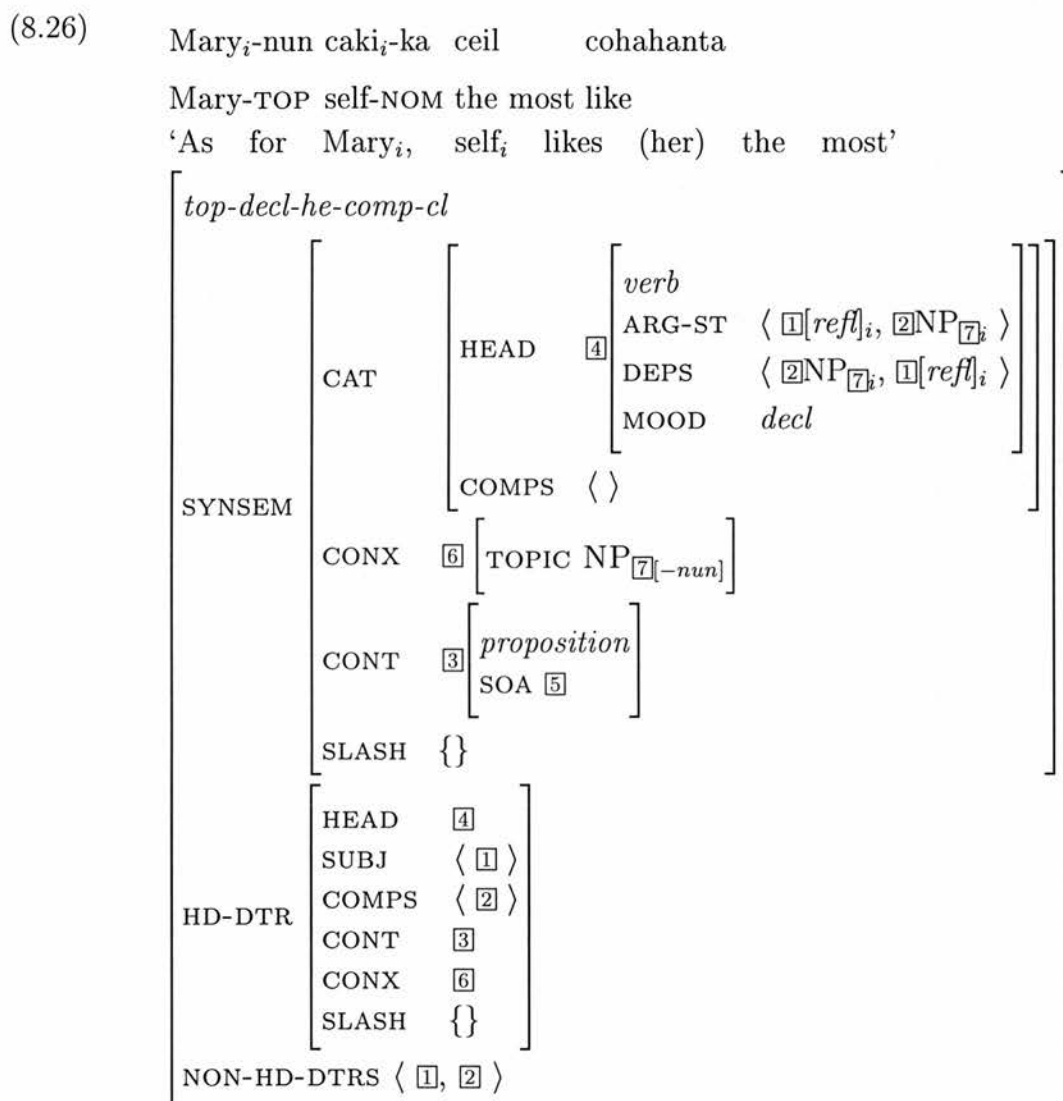 (8.26) Maryᵢ-nun cakiᵢ-ka ceil cohahanta
Mary-TOP self-NOM the most like
‘As for Maryᵢ, selfᵢ likes (her) the most’
top-decl-he-comp-cl
SYNSEM
CAT
HEAD 4
verb
ARG-ST ⟨ 1[refl]ᵢ, 2NP7ᵢ ⟩
DEPS ⟨ 2NP7ᵢ, 1[refl]ᵢ ⟩
MOOD decl
COMPS ⟨ ⟩
CONX 6 [TOPIC NP7[−nun]]
CONT 3
proposition
SOA 5
SLASH {}
HD-DTR
HEAD 4
SUBJ ⟨ 1 ⟩
COMPS ⟨ 2 ⟩
CONT 3
CONX 6
SLASH {}
NON-HD-DTRS ⟨ 1, 2 ⟩